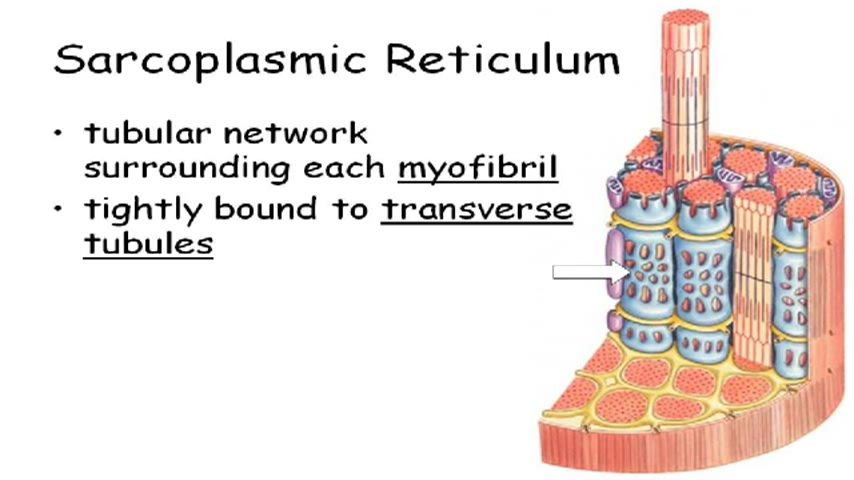 Sarcoplasmic Reticulum
• tubular network
surrounding each myofibril
• tightly bound to transverse
tubules